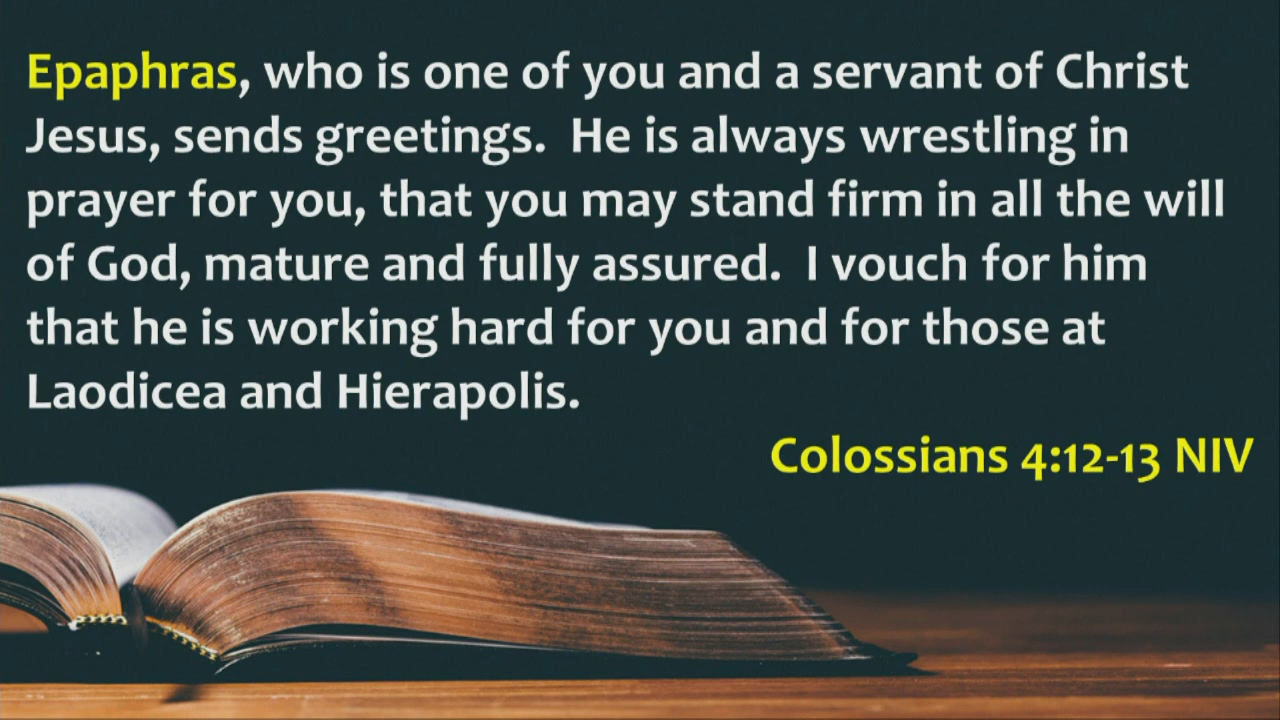 Epaphras, who is one of you and a servant of Christ
Jesus, sends greetings.  He is always wrestling in
prayer for you, that you may stand firm in all the will
of God, mature and fully assured.  I vouch for him
that he is working hard for you and for those at
Laodicea and Hierapolis.
Colossians 4:12-13 NIV